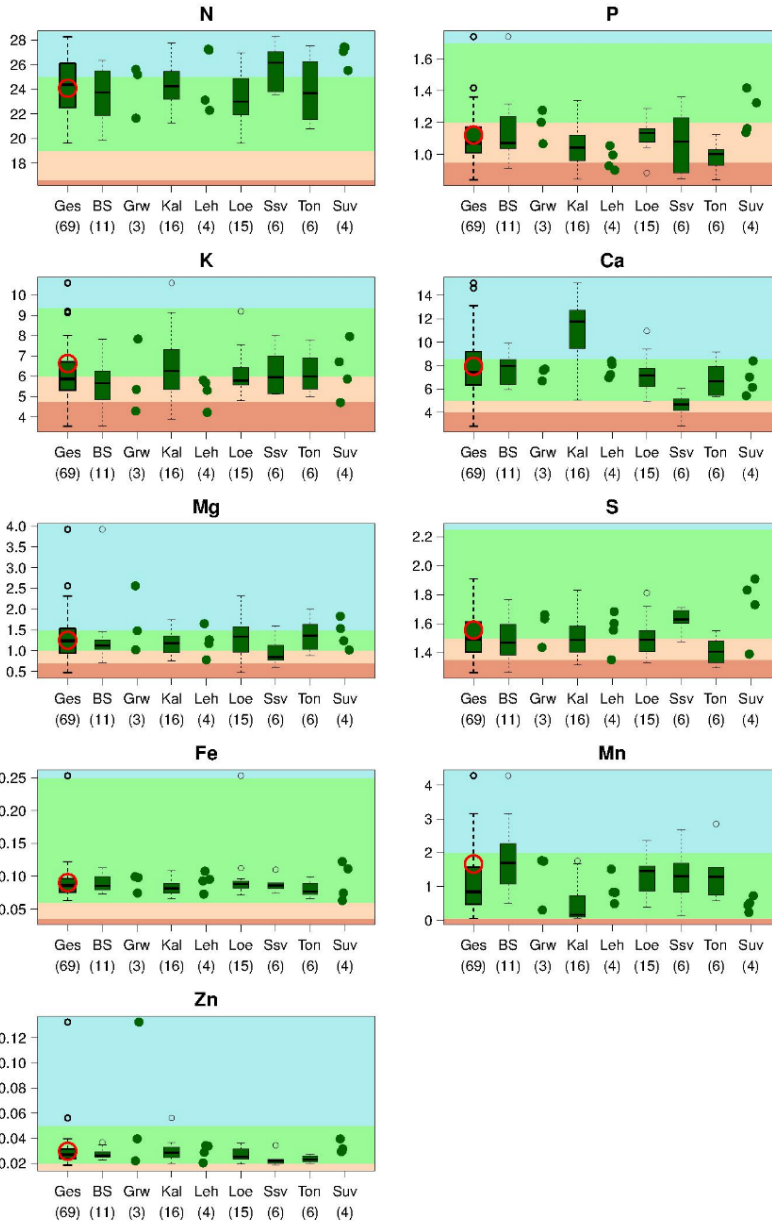 N
28
26
24
22
20
18
Ges BS Grw Kal Leh Loe Ssv Ton Suv
(69) (11) (3) (16) (4) (15) (6) (6) (4)
P
1.6
1.4
1.2
1.0
Ges BS Grw Kal Leh Loe Ssv Ton Suv
(69) (11) (3) (16) (4) (15) (6) (6) (4)
K
10
9
8
7
6
5
4
Ges BS Grw Kal Leh Loe Ssv Ton Suv
(69) (11) (3) (16) (4) (15) (6) (6) (4)
Ca
14
12
10
8
6
4
Ges BS Grw Kal Leh Loe Ssv Ton Suv
(69) (11) (3) (16) (4) (15) (6) (6) (4)
Mg
4.0
3.5
3.0
2.5
2.0
1.5
1.0
0.5
Ges BS Grw Kal Leh Loe Ssv Ton Suv
(69) (11) (3) (16) (4) (15) (6) (6) (4)
S
2.2
2.0
1.8
1.6
1.4
Ges BS Grw Kal Leh Loe Ssv Ton Suv
(69) (11) (3) (16) (4) (15) (6) (6) (4)
Fe
0.25
0.20
0.15
0.10
0.05
Ges BS Grw Kal Leh Loe Ssv Ton Suv
(69) (11) (3) (16) (4) (15) (6) (6) (4)
Mn
4
3
2
1
0
Ges BS Grw Kal Leh Loe Ssv Ton Suv
(69) (11) (3) (16) (4) (15) (6) (6) (4)
Zn
0.12
0.10
0.08
0.06
0.04
0.02
Ges BS Grw Kal Leh Loe Ssv Ton Suv
(69) (11) (3) (16) (4) (15) (6) (6) (4)